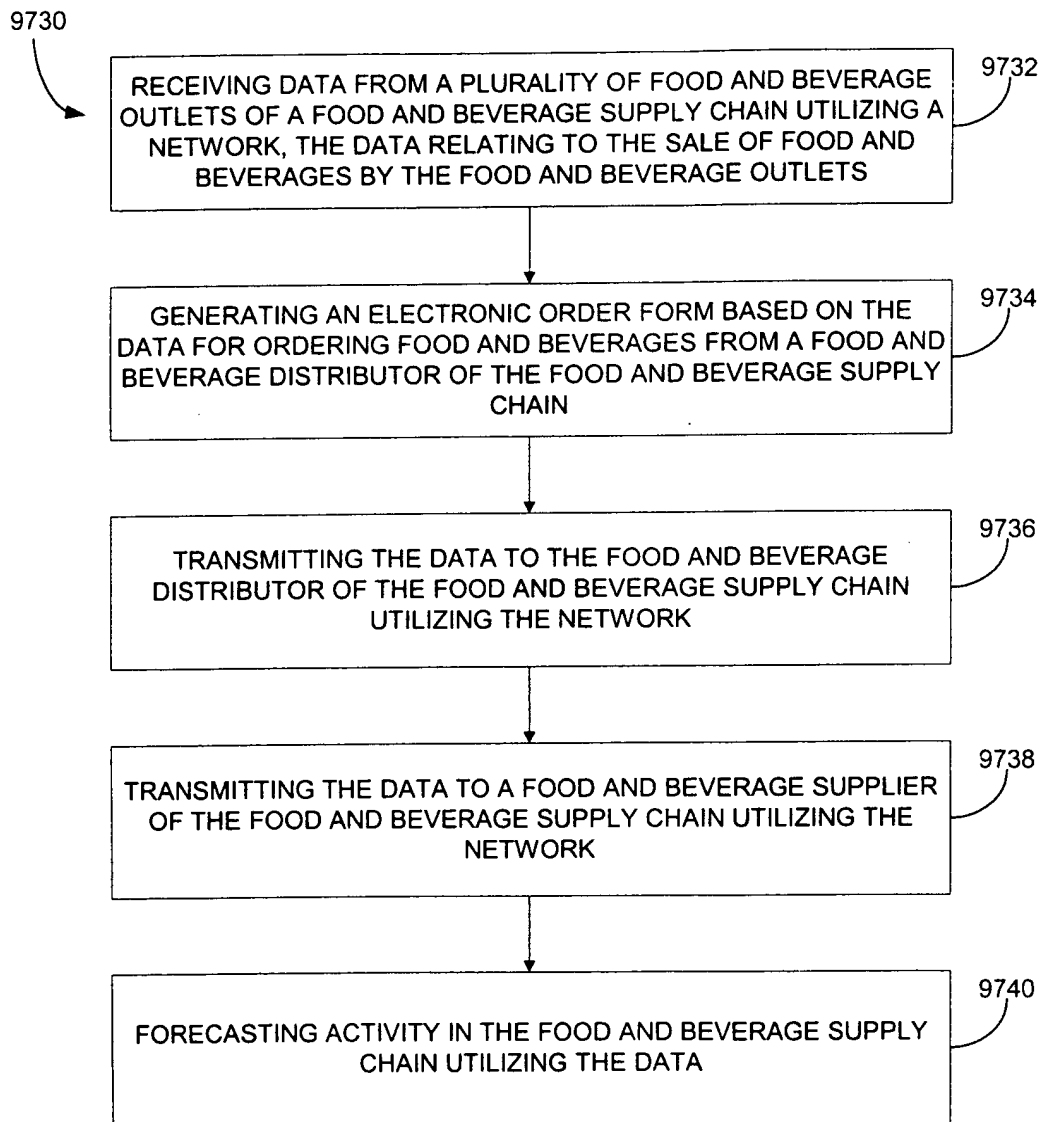 9730
RECEIVING DATA FROM A PLURALITY OF FOOD AND BEVERAGE
OUTLETS OF A FOOD AND BEVERAGE SUPPLY CHAIN UTILIZING A
NETWORK, THE DATA RELATING TO THE SALE OF FOOD AND
BEVERAGES BY THE FOOD AND BEVERAGE OUTLETS
9732
GENERATING AN ELECTRONIC ORDER FORM BASED ON THE
DATA FOR ORDERING FOOD AND BEVERAGES FROM A FOOD AND
BEVERAGE DISTRIBUTOR OF THE FOOD AND BEVERAGE SUPPLY
CHAIN
9734
TRANSMITTING THE DATA TO THE FOOD AND BEVERAGE
DISTRIBUTOR OF THE FOOD AND BEVERAGE SUPPLY CHAIN
UTILIZING THE NETWORK
9736
TRANSMITTING THE DATA TO A FOOD AND BEVERAGE SUPPLIER
OF THE FOOD AND BEVERAGE SUPPLY CHAIN UTILIZING THE
NETWORK
9738
FORECASTING ACTIVITY IN THE FOOD AND BEVERAGE SUPPLY
CHAIN UTILIZING THE DATA
9740